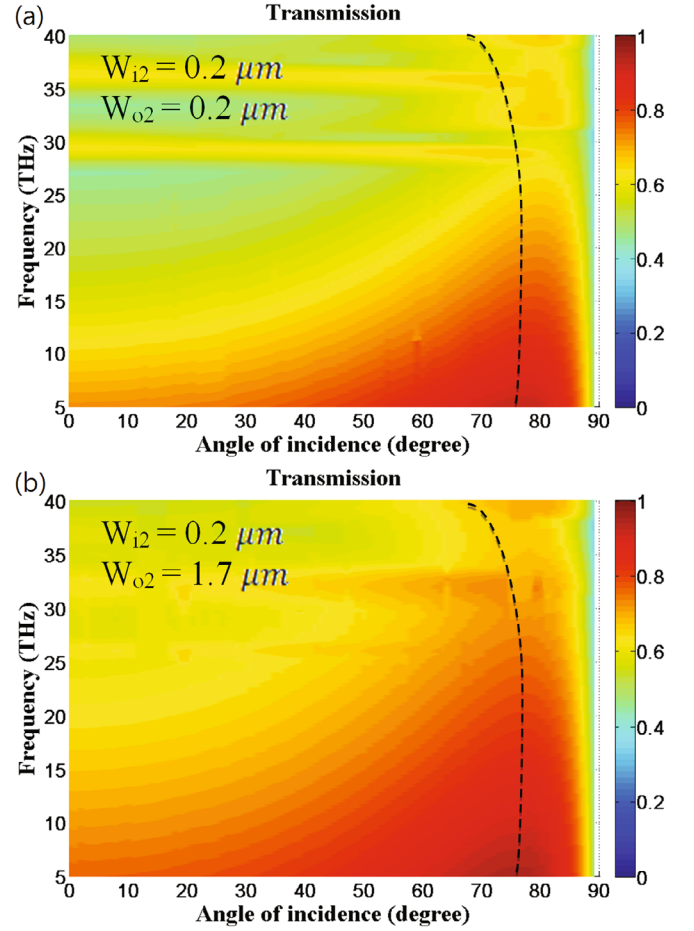 (a)
Transmission
W_i2 = 0.2 μm
W_o2 = 0.2 μm
Frequency (THz)
40
35
30
25
20
15
10
5
0 10 20 30 40 50 60 70 80 90
Angle of incidence (degree)
1
0.8
0.6
0.4
0.2
0
(b)
Transmission
W_i2 = 0.2 μm
W_o2 = 1.7 μm
Frequency (THz)
40
35
30
25
20
15
10
5
0 10 20 30 40 50 60 70 80 90
Angle of incidence (degree)
1
0.8
0.6
0.4
0.2
0